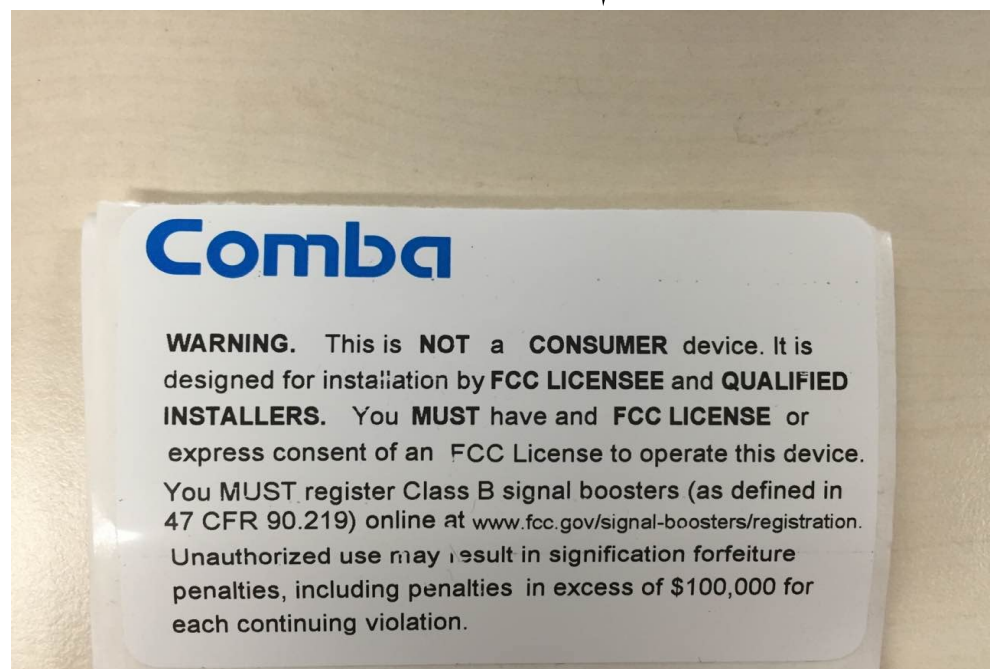 Comba
WARNING. This is NOT a CONSUMER device. It is
designed for installation by FCC LICENSEE and QUALIFIED
INSTALLERS. You MUST have and FCC LICENSE or
express consent of an FCC License to operate this device.
You MUST register Class B signal boosters (as defined in
47 CFR 90.219) online at www.fcc.gov/signal-boosters/registration.
Unauthorized use may result in signification forfeiture
penalties, including penalties in excess of $100,000 for
each continuing violation.